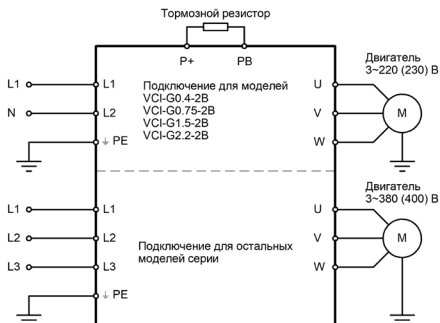 Тормозной резистор
P+ PB
Двигатель
3~220 (230) В
L1 L1 Подключение для моделей U
VCI-G0.4-2B
N L2 VCI-G0.75-2B V M
VCI-G1.5-2B
PE VCI-G2.2-2B W
Двигатель
3~380 (400) В
L1 L1 U
L2 L2 Подключение для остальных V M
L3 L3 моделей серии W
PE